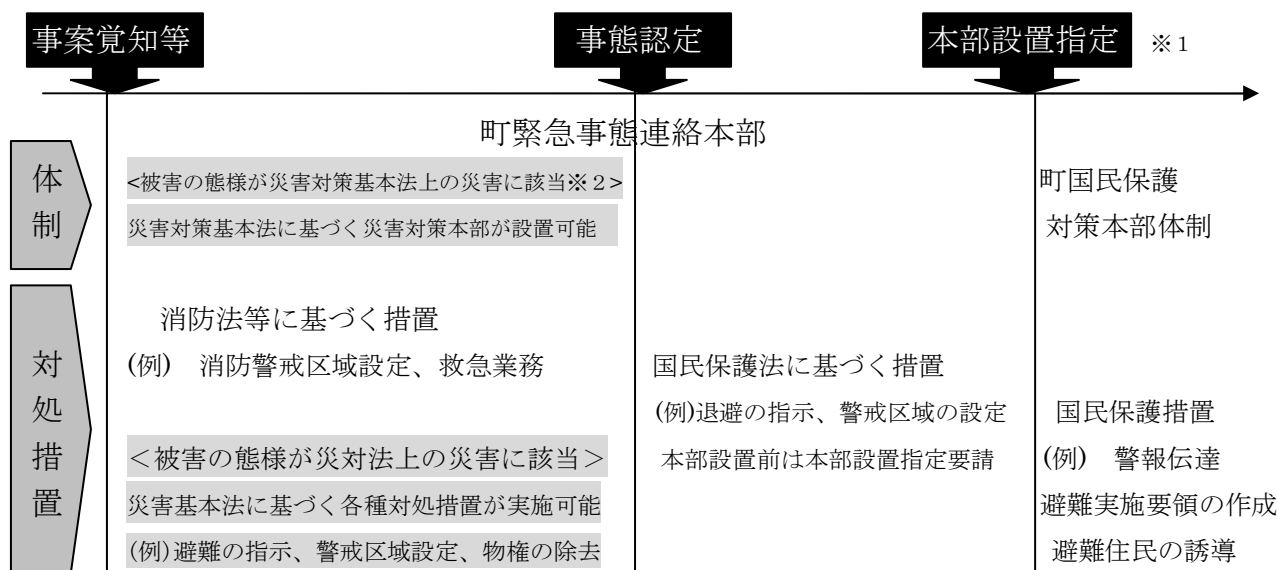 事案覚知等
事態認定
本部設置指定 ※1
町緊急事態連絡本部
体制
<被害の態様が災害対策基本法上の災害に該当※2>
災害対策基本法に基づく災害対策本部が設置可能
町国民保護
対策本部体制
対処措置
消防法等に基づく措置
(例) 消防警戒区域設定、救急業務
＜被害の態様が災対法上の災害に該当＞
災害基本法に基づく各種対処措置が実施可能
(例)避難の指示、警戒区域設定、物権の除去
国民保護法に基づく措置
(例)退避の指示、警戒区域の設定
本部設置前は本部設置指定要請
国民保護措置
(例) 警報伝達
避難実施要領の作成
避難住民の誘導